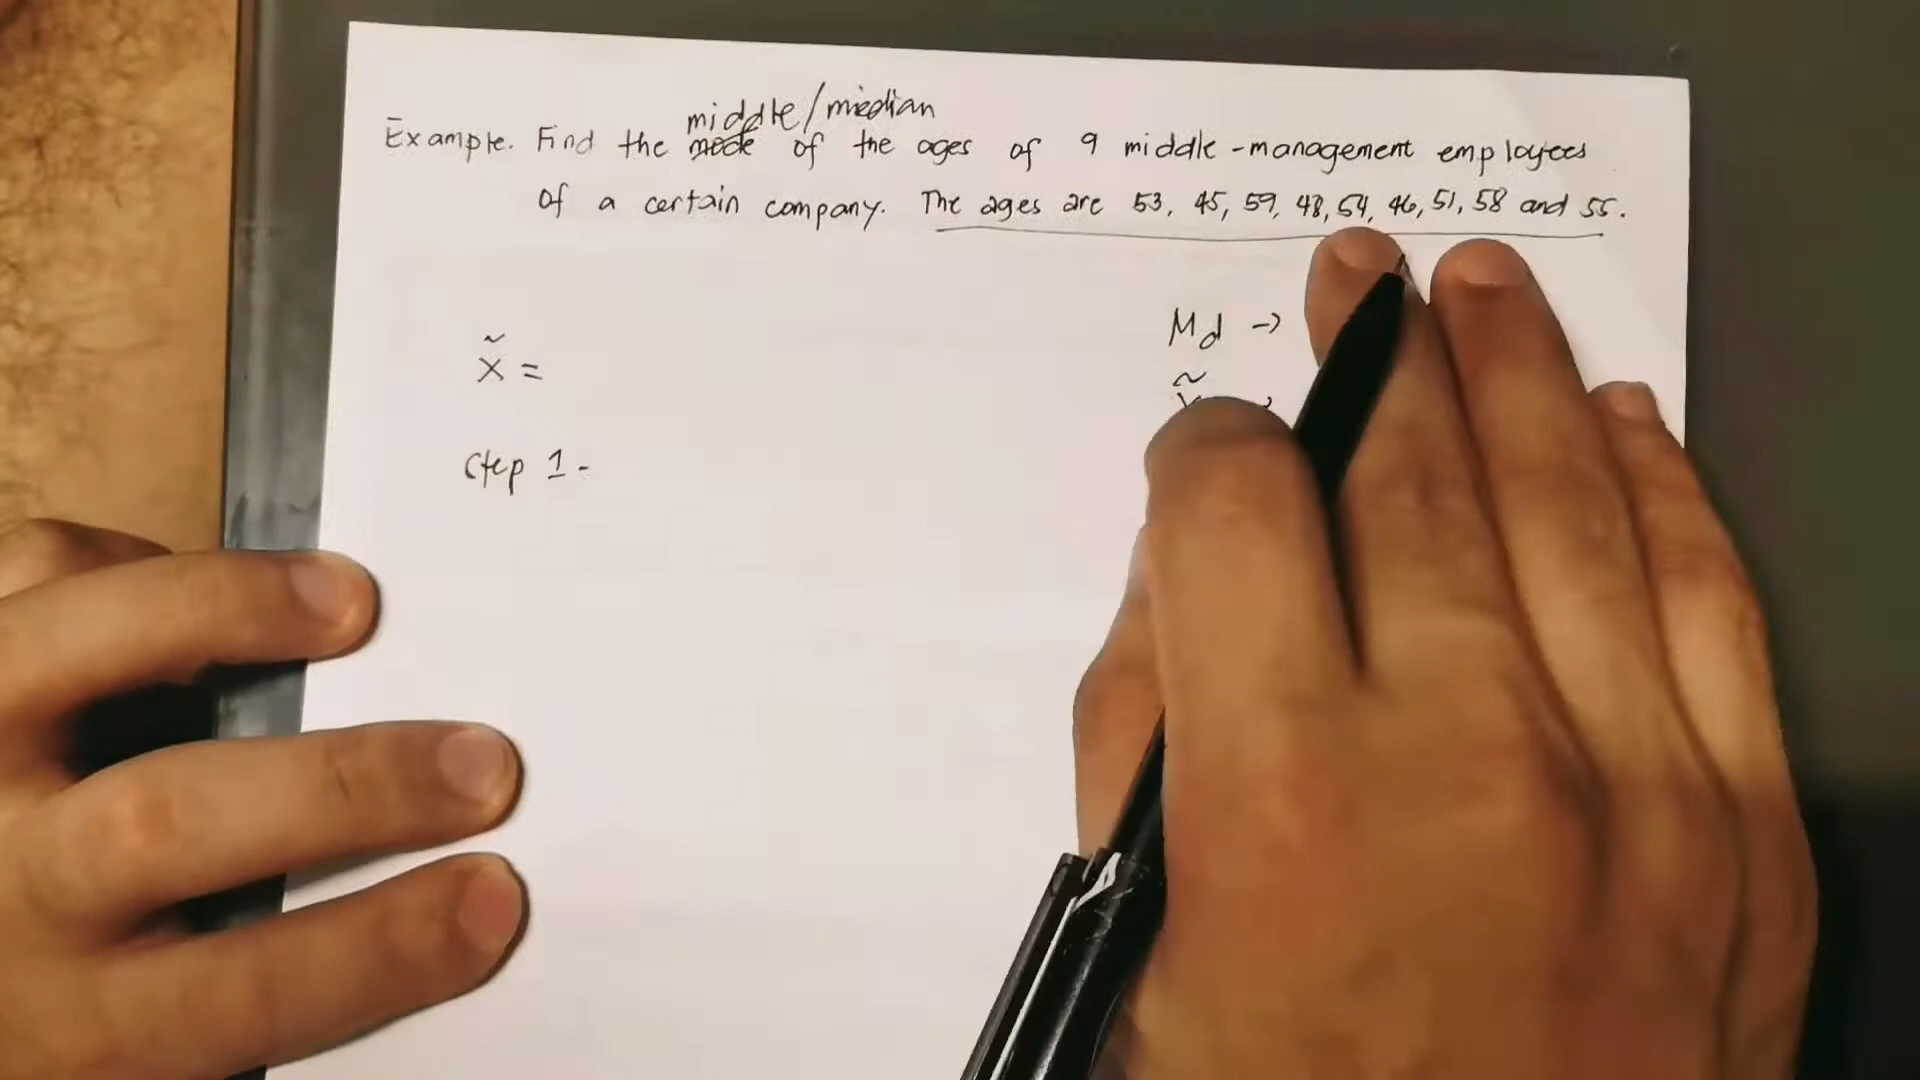 middle/median
Example. Find the mode of the ages of 9 middle-management employees
of a certain company. The ages are 53, 45, 59, 48, 54, 46, 51, 58 and 55.
Md →
x̃ =
Step 1 -